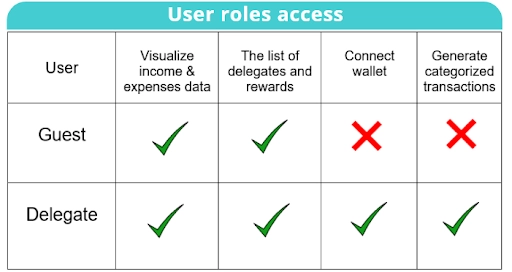 User roles access
User
Visualize
income &
expenses data
The list of
delegates and
rewards
Connect
wallet
Generate
categorized
transactions
Guest
Delegate